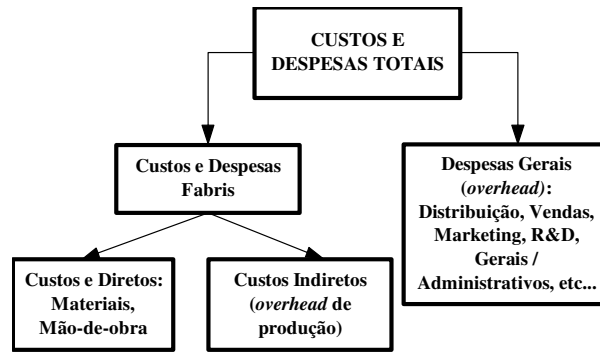 CUSTOS E
DESPESAS TOTAIS
Custos e Despesas
Fabris
Despesas Gerais
(overhead):
Distribuição, Vendas,
Marketing, R&D,
Gerais /
Administrativos, etc...
Custos e Diretos:
Materiais,
Mão-de-obra
Custos Indiretos
(overhead de
produção)